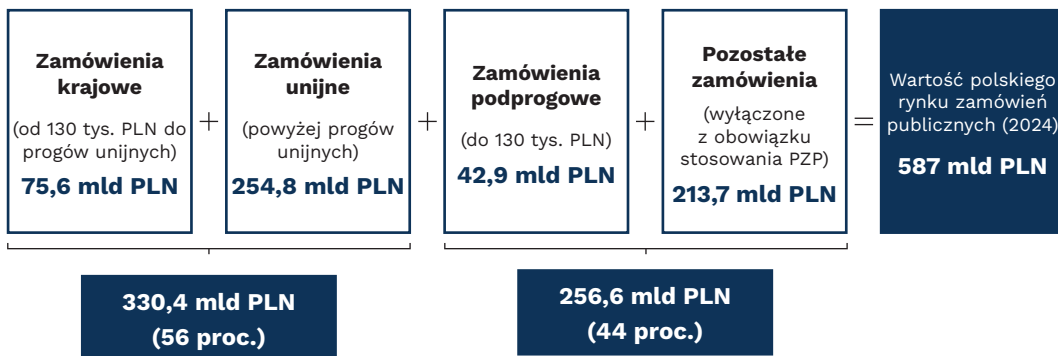 Zamówienia
krajowe
(od 130 tys. PLN do
progów unijnych)
75,6 mld PLN
+
Zamówienia
unijne
(powyżej progów
unijnych)
254,8 mld PLN
+
Zamówienia
podprogowe
(do 130 tys. PLN)
42,9 mld PLN
+
Pozostałe
zamówienia
(wyłączone
z obowiązku
stosowania PZP)
213,7 mld PLN
=
Wartość polskiego
rynku zamówień
publicznych (2024)
587 mld PLN
330,4 mld PLN
(56 proc.)
256,6 mld PLN
(44 proc.)